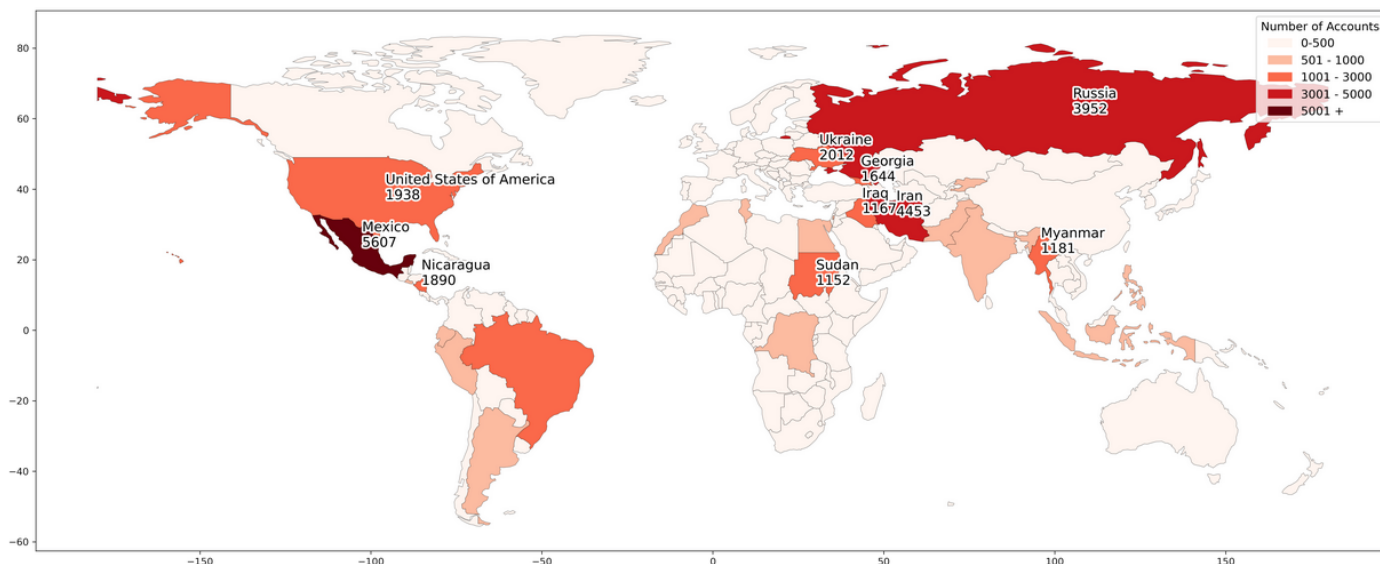 Number of Accounts
0-500
501 - 1000
1001 - 3000
3001 - 5000
5001 +
80
60
40
20
0
−20
−40
−60
Russia
3952
Ukraine
2012
Georgia
1644
United States of America
1938
Iraq
1167
Iran
4453
Mexico
5607
Myanmar
1181
Nicaragua
1890
Sudan
1152
−150
−100
−50
0
50
100
150